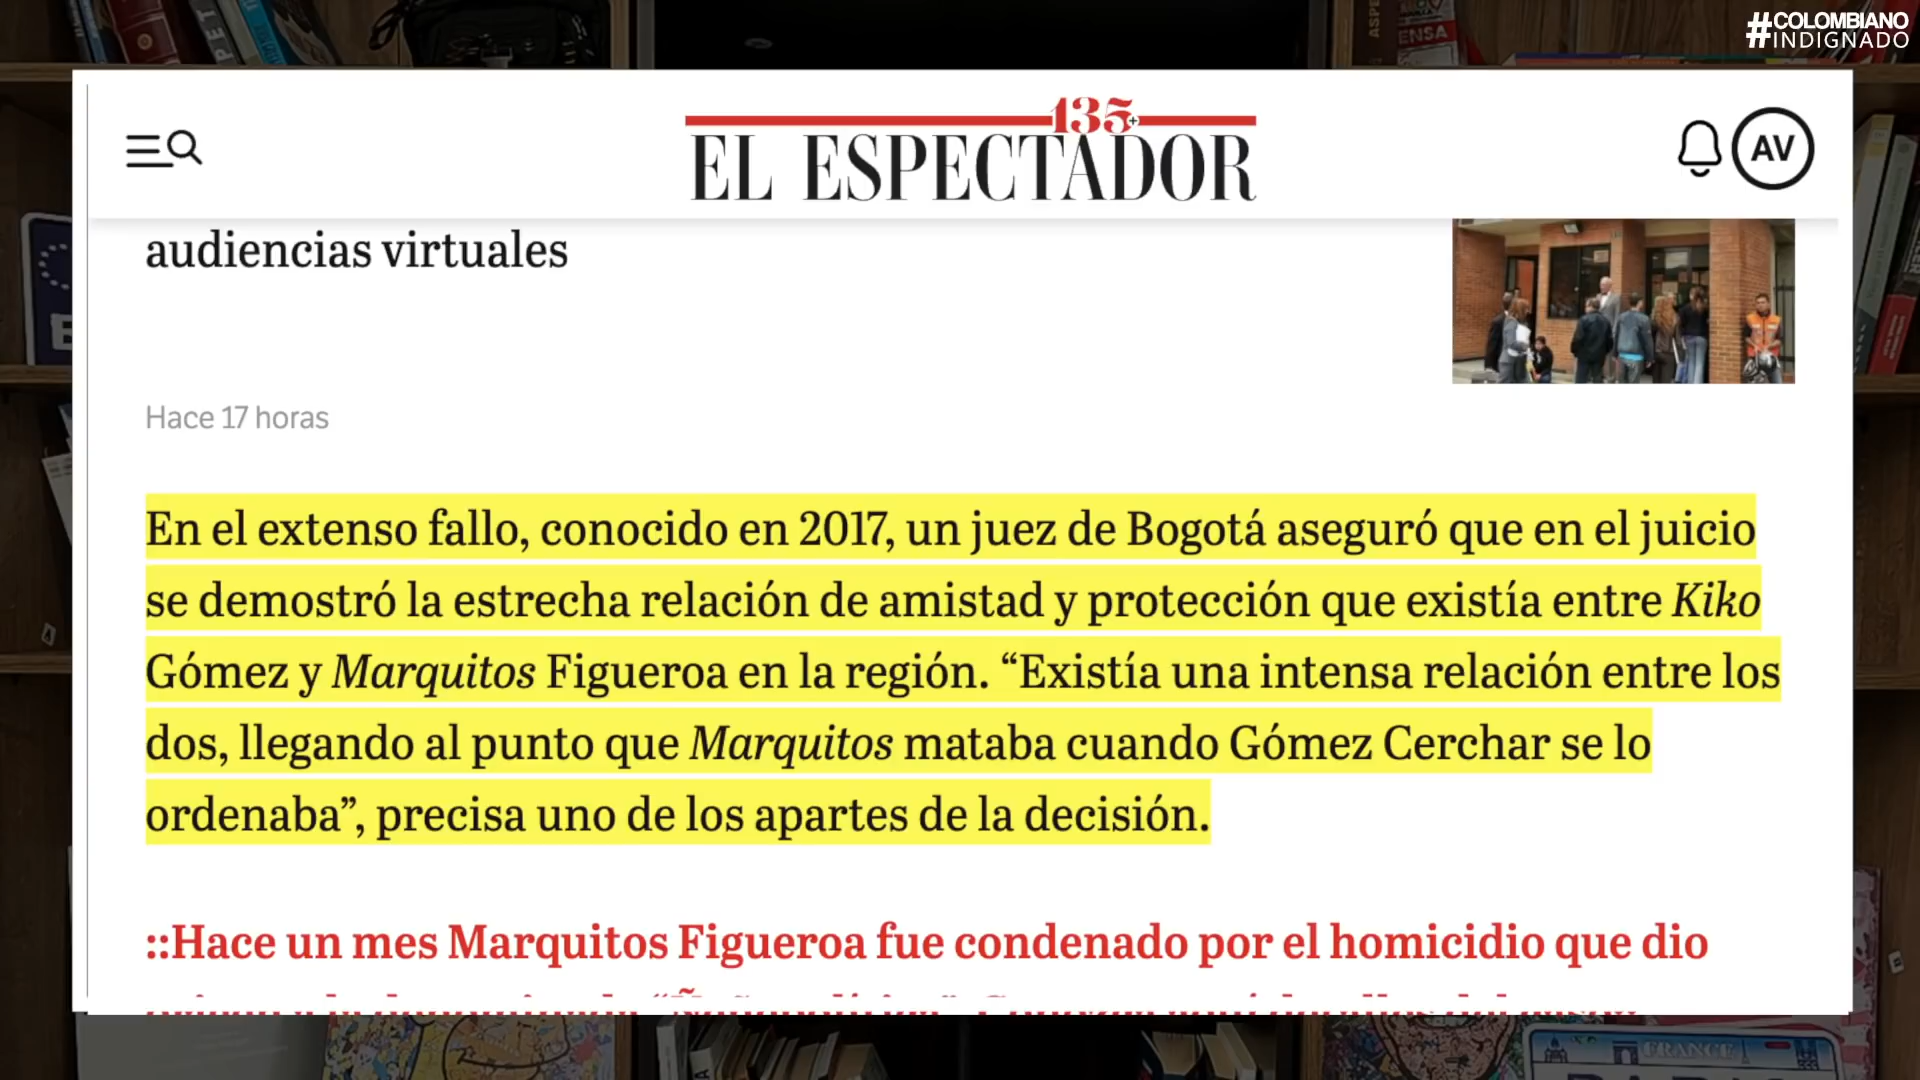 #COLOMBIANO
INDIGNADO
ENSA
135+
EL ESPECTADOR
AV
audiencias virtuales
Hace 17 horas
En el extenso fallo, conocido en 2017, un juez de Bogotá aseguró que en el juicio
se demostró la estrecha relación de amistad y protección que existía entre Kiko
Gómez y Marquitos Figueroa en la región. “Existía una intensa relación entre los
dos, llegando al punto que Marquitos mataba cuando Gómez Cerchar se lo
ordenaba”, precisa uno de los apartes de la decisión.
::Hace un mes Marquitos Figueroa fue condenado por el homicidio que dio
FRANCE